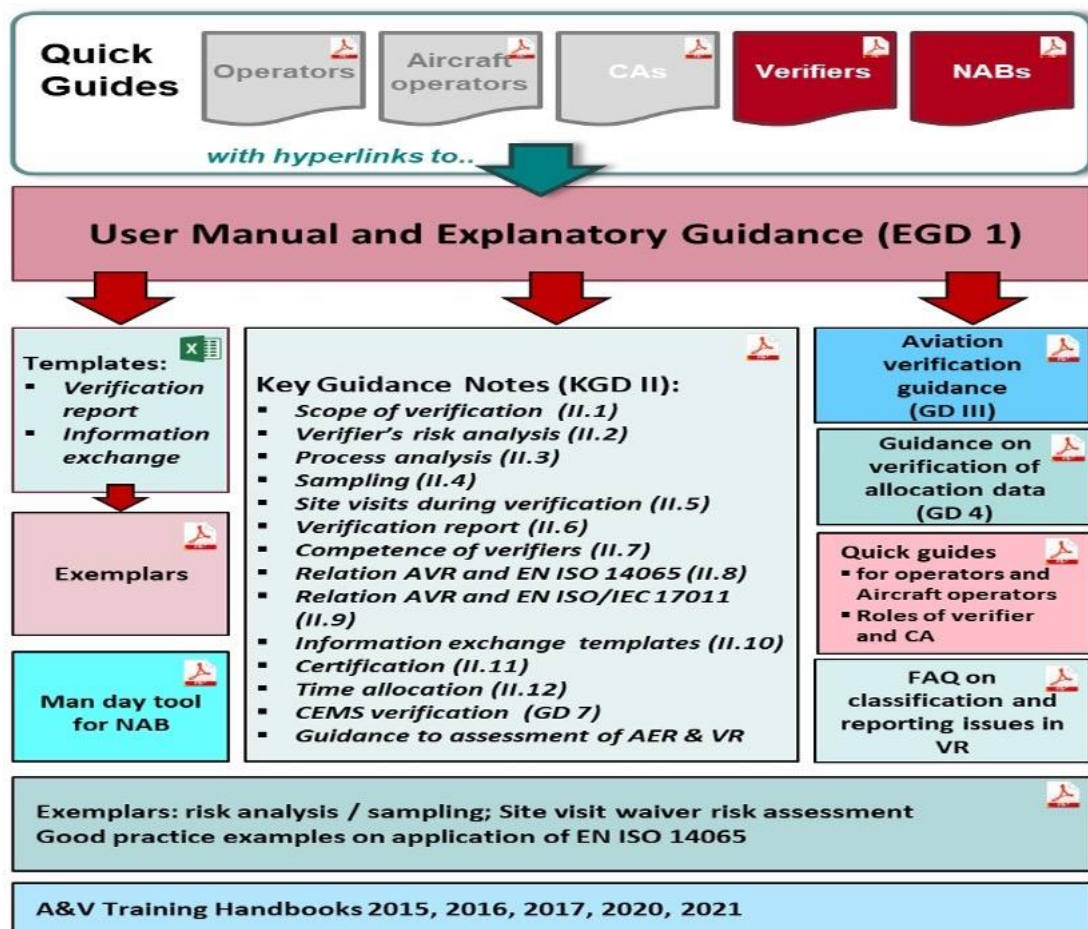 Quick
Guides
Operators
Aircraft
operators
CAs
Verifiers
NABs
with hyperlinks to..
User Manual and Explanatory Guidance (EGD 1)
Templates:
▪ Verification
report
▪ Information
exchange
Exemplars
Man day tool
for NAB
Key Guidance Notes (KGD II):
▪ Scope of verification (II.1)
▪ Verifier's risk analysis (II.2)
▪ Process analysis (II.3)
▪ Sampling (II.4)
▪ Site visits during verification (II.5)
▪ Verification report (II.6)
▪ Competence of verifiers (II.7)
▪ Relation AVR and EN ISO 14065 (II.8)
▪ Relation AVR and EN ISO/IEC 17011
(II.9)
▪ Information exchange templates (II.10)
▪ Certification (II.11)
▪ Time allocation (II.12)
▪ CEMS verification (GD 7)
▪ Guidance to assessment of AER & VR
Aviation
verification
guidance
(GD III)
Guidance on
verification of
allocation data
(GD 4)
Quick guides
▪ for operators and
Aircraft operators
▪ Roles of verifier
and CA
FAQ on
classification and
reporting issues in
VR
Exemplars: risk analysis / sampling; Site visit waiver risk assessment
Good practice examples on application of EN ISO 14065
A&V Training Handbooks 2015, 2016, 2017, 2020, 2021